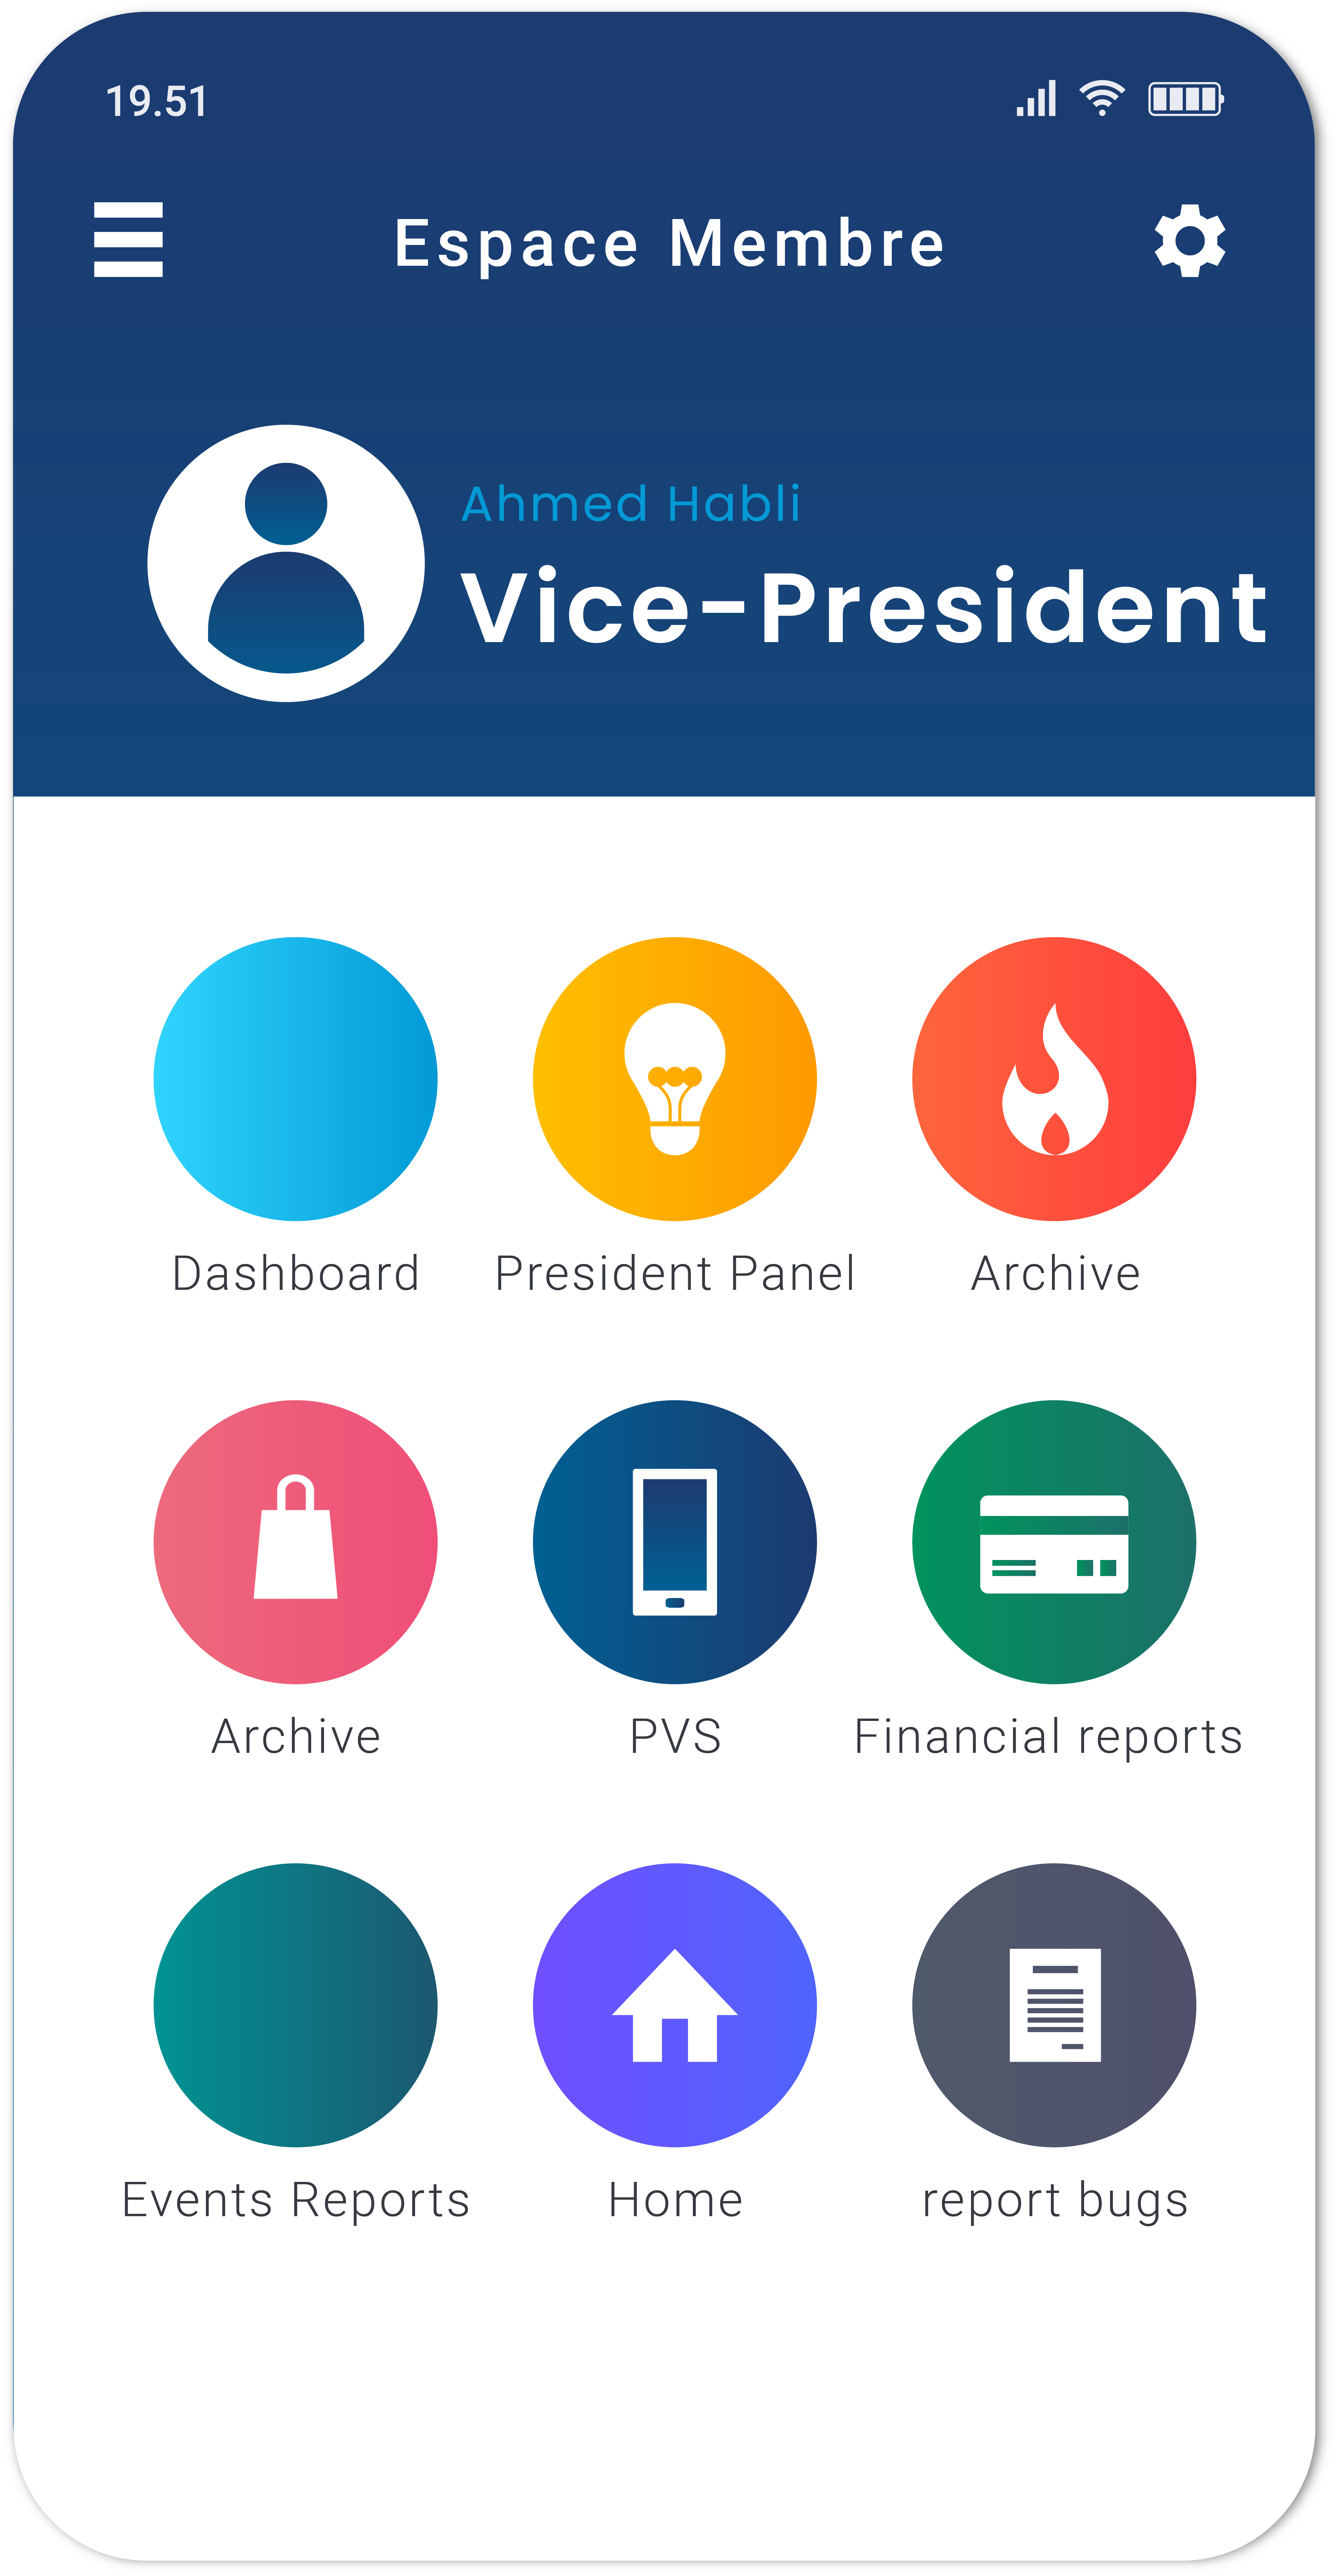 19.51
Espace Membre
Ahmed Habli
Vice-President
Dashboard
President Panel
Archive
Archive
PVS
Financial reports
Events Reports
Home
report bugs